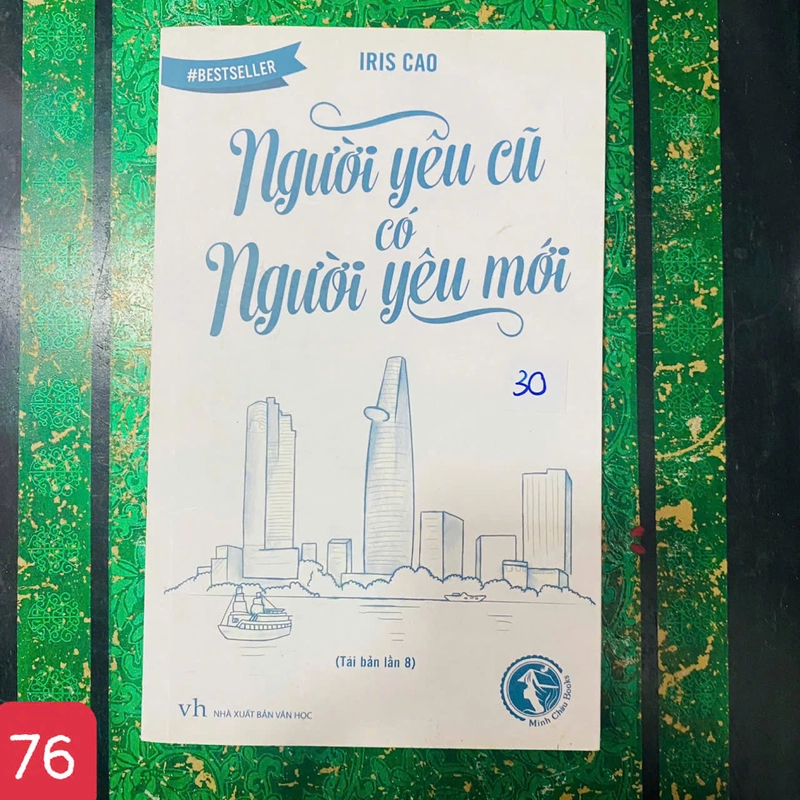 #BESTSELLER
IRIS CAO
Người yêu cũ
có
Người yêu mới
30
(Tái bản lần 8)
vh NHÀ XUẤT BẢN VĂN HỌC
Minh Châu Books
76